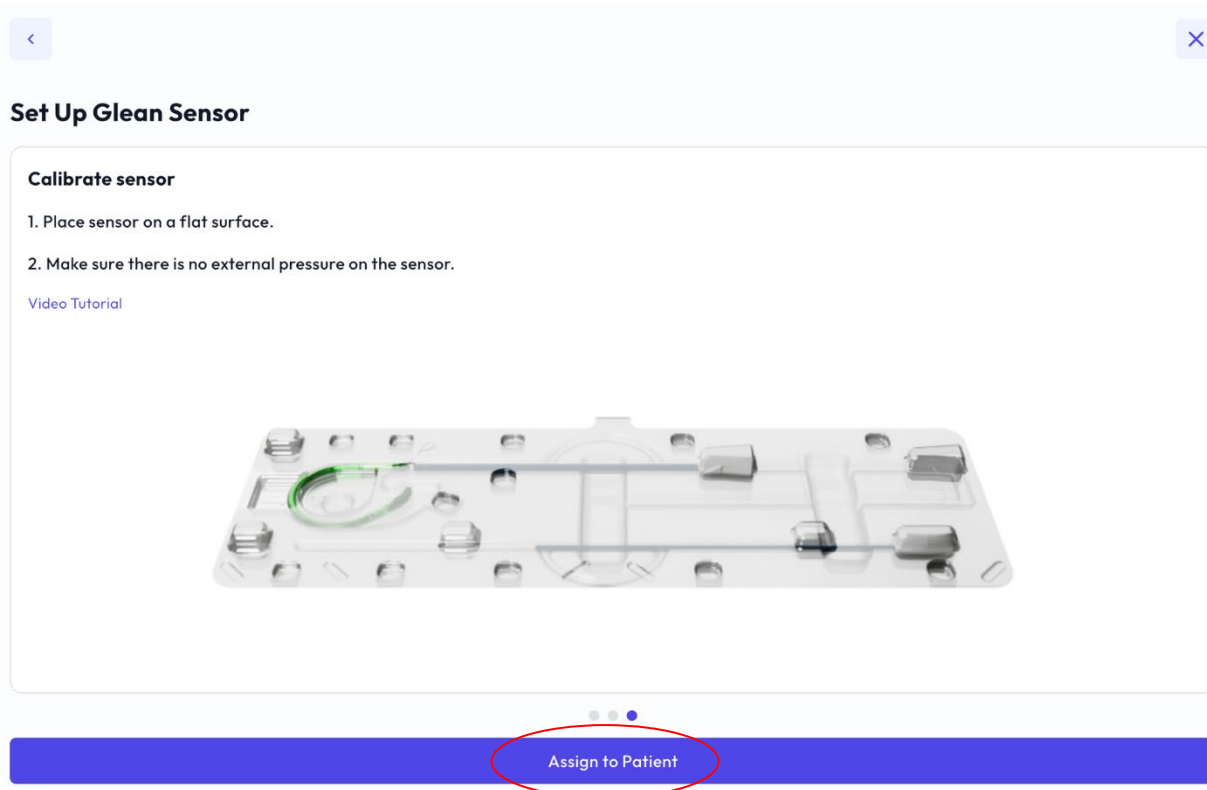 Set Up Glean Sensor
Calibrate sensor
1. Place sensor on a flat surface.
2. Make sure there is no external pressure on the sensor.
Video Tutorial
Assign to Patient